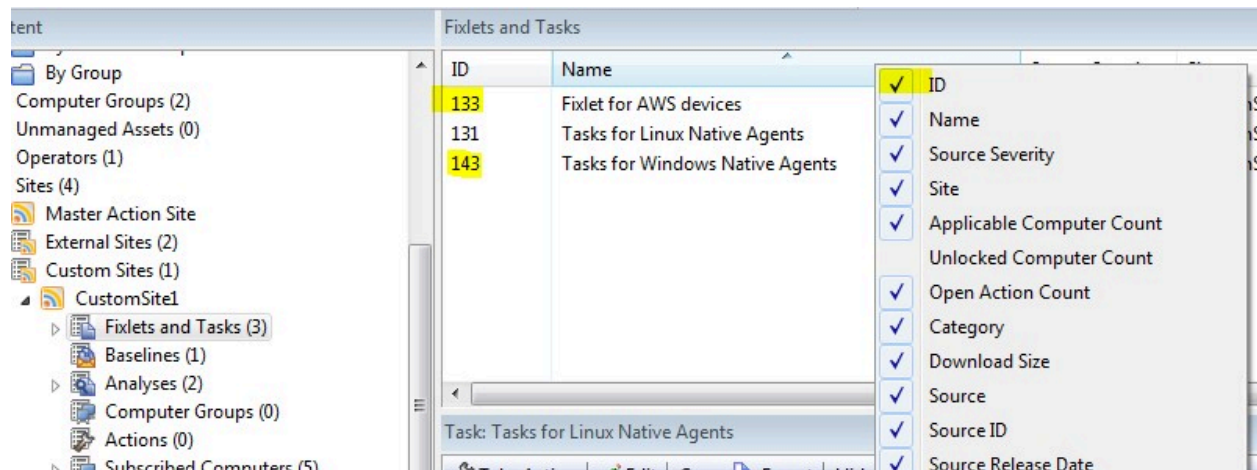 tent
By Group
Computer Groups (2)
Unmanaged Assets (0)
Operators (1)
Sites (4)
Master Action Site
External Sites (2)
Custom Sites (1)
CustomSite1
Fixlets and Tasks (3)
Baselines (1)
Analyses (2)
Computer Groups (0)
Actions (0)
Subscribed Computers (5)
Fixlets and Tasks
ID Name
133 Fixlet for AWS devices
131 Tasks for Linux Native Agents
143 Tasks for Windows Native Agents
Task: Tasks for Linux Native Agents
ID
Name
Source Severity
Site
Applicable Computer Count
Unlocked Computer Count
Open Action Count
Category
Download Size
Source
Source ID
Source Release Date